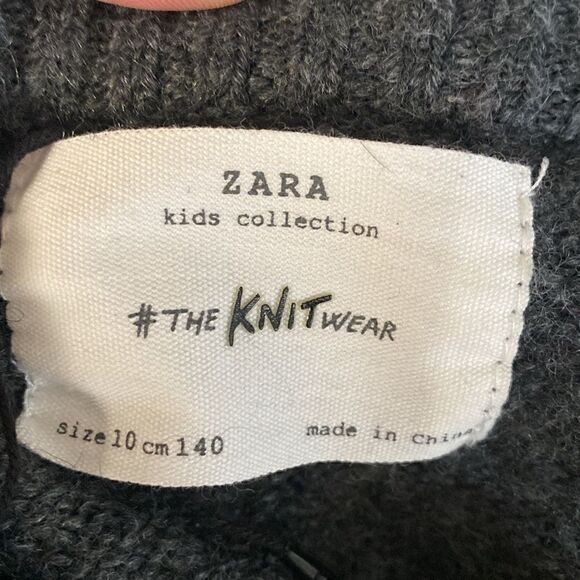 ZARA
kids collection
#THE KNITWEAR
size 10 cm 140
made in China